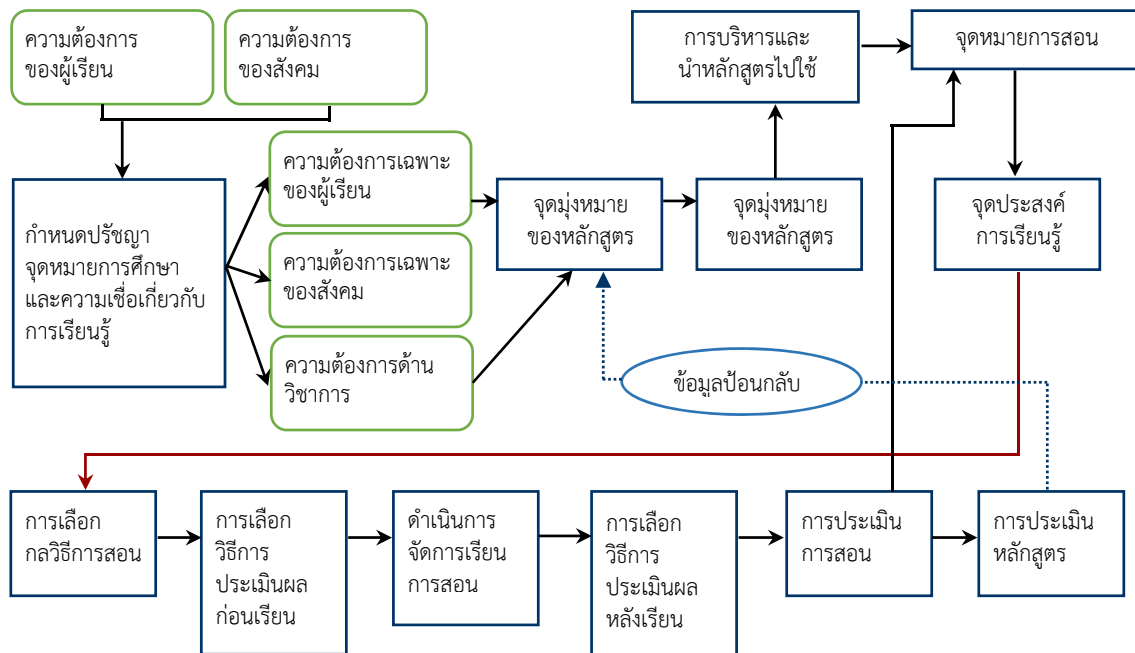 ความต้องการ
ของผู้เรียน
ความต้องการ
ของสังคม
การบริหารและ
นำหลักสูตรไปใช้
จุดหมายการสอน
กำหนดปรัชญา
จุดหมายการศึกษา
และความเชื่อเกี่ยวกับ
การเรียนรู้
ความต้องการเฉพาะ
ของผู้เรียน
ความต้องการเฉพาะ
ของสังคม
ความต้องการด้าน
วิชาการ
จุดมุ่งหมาย
ของหลักสูตร
จุดมุ่งหมาย
ของหลักสูตร
จุดประสงค์
การเรียนรู้
ข้อมูลป้อนกลับ
การเลือก
กลวิธีการสอน
การเลือก
วิธีการ
ประเมินผล
ก่อนเรียน
ดำเนินการ
จัดการเรียน
การสอน
การเลือก
วิธีการ
ประเมินผล
หลังเรียน
การประเมิน
การสอน
การประเมิน
หลักสูตร